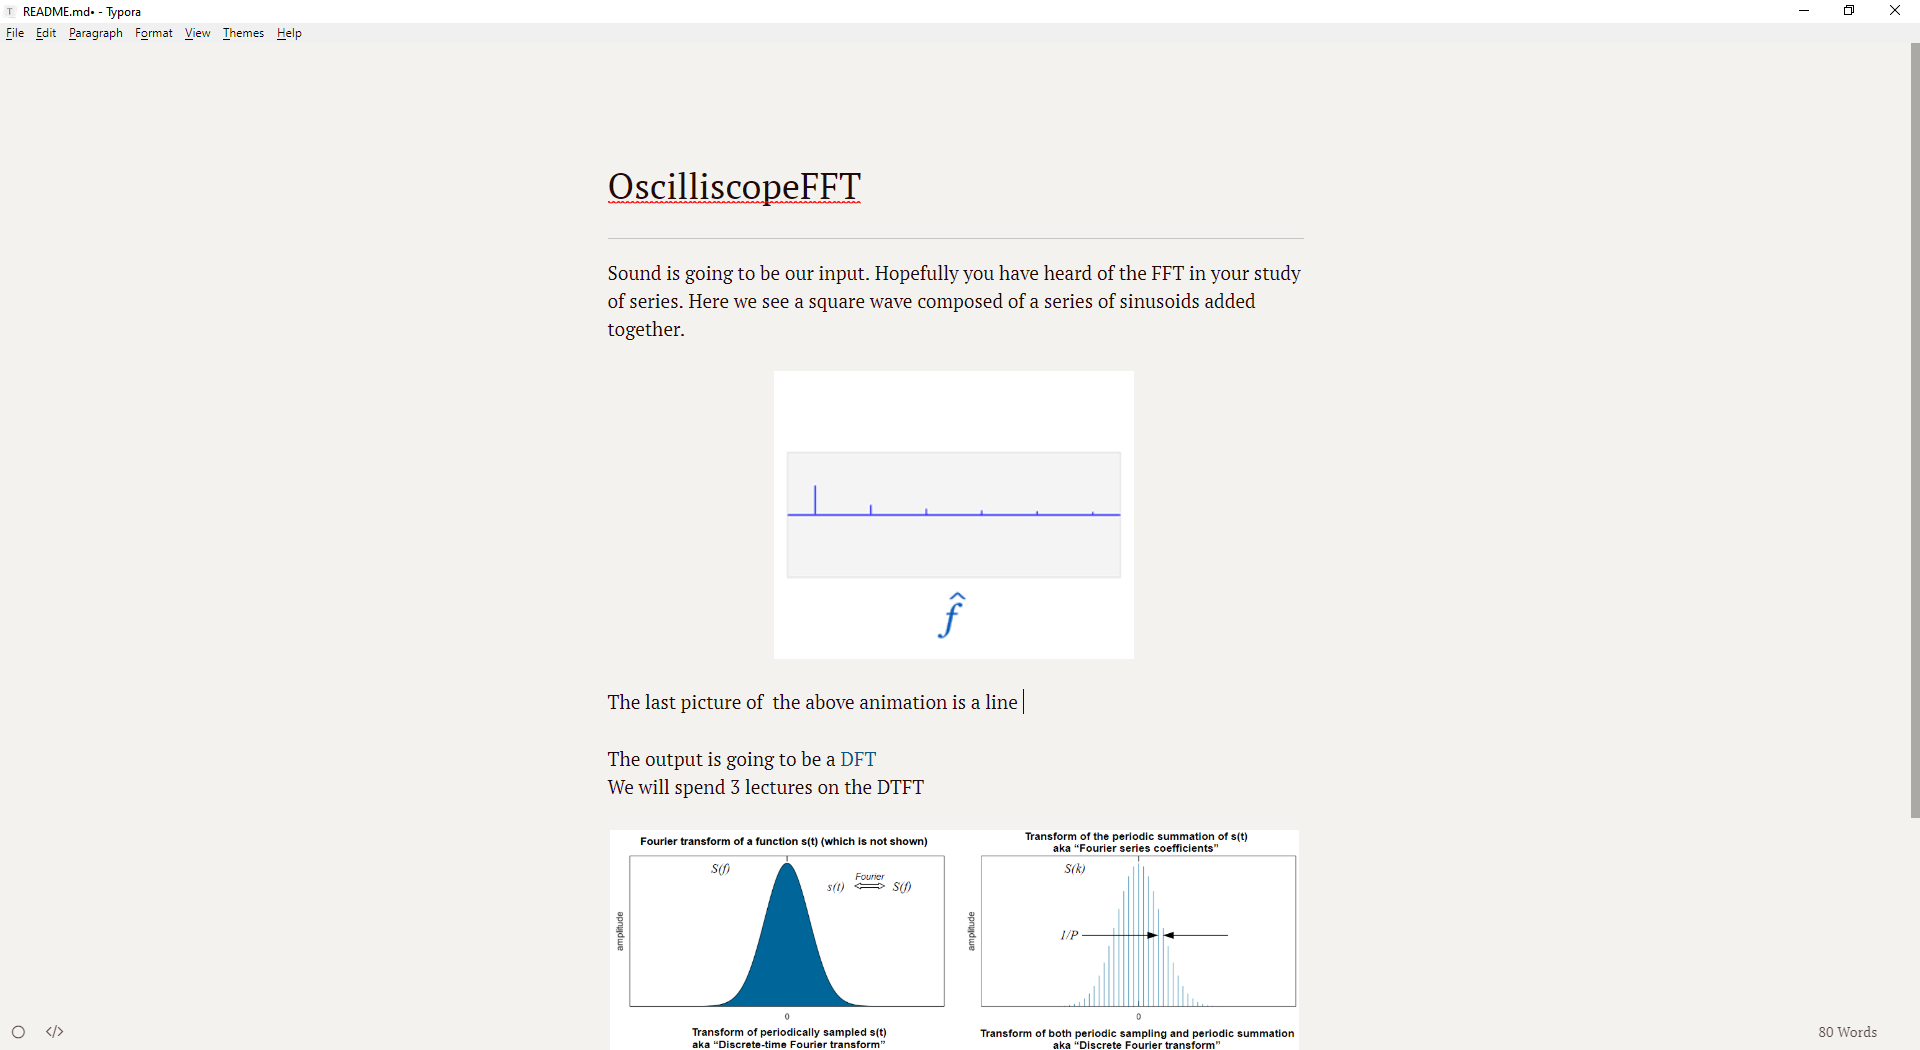 README.md• - Typora
File Edit Paragraph Format View Themes Help
OscilliscopeFFT
Sound is going to be our input. Hopefully you have heard of the FFT in your study
of series. Here we see a square wave composed of a series of sinusoids added
together.
f̂
The last picture of  the above animation is a line
The output is going to be a DFT
We will spend 3 lectures on the DTFT
Fourier transform of a function s(t) (which is not shown)
S(f)
s(t) Fourier S(f)
amplitude
0
Transform of the periodic summation of s(t)
aka “Fourier series coefficients”
S(k)
1/P
amplitude
0
Transform of periodically sampled s(t)
aka “Discrete-time Fourier transform”
Transform of both periodic sampling and periodic summation
aka “Discrete Fourier transform”
</> 80 Words